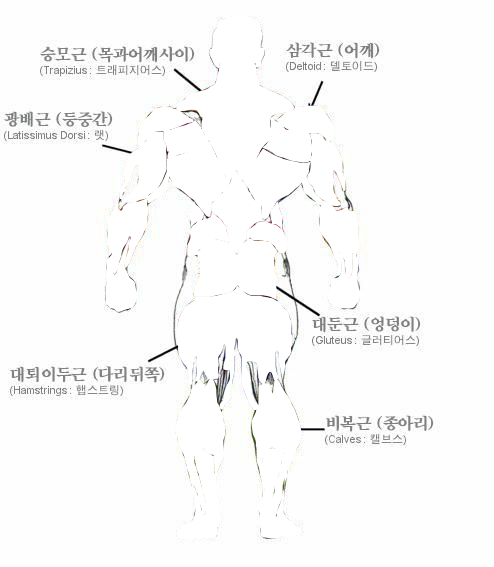 승모근 (목과어깨사이)
(Trapizius : 트래피지어스)
삼각근 (어깨)
(Deltoid : 델토이드)
광배근 (등중간)
(Latissimus Dorsi : 랫)
대둔근 (엉덩이)
(Gluteus : 글러티어스)
대퇴이두근 (다리뒤쪽)
(Hamstrings : 햄스트링)
비복근 (종아리)
(Calves : 캘브스)